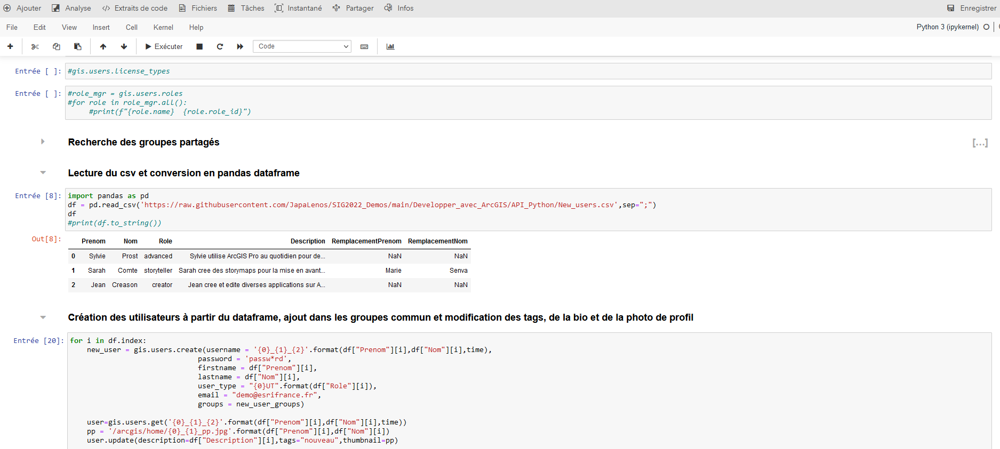 Ajouter Analyse Extraits de code Fichiers Tâches Instantané Partager Infos Enregistrer
File Edit View Insert Cell Kernel Help Python 3 (ipykernel)
Exécuter Code
Entrée [ ]: #gis.users.license_types
Entrée [ ]: #role_mgr = gis.users.roles
#for role in role_mgr.all():
#print(f"{role.name}  {role.role_id}")
Recherche des groupes partagés [...]
Lecture du csv et conversion en pandas dataframe
Entrée [8]: import pandas as pd
df = pd.read_csv('https://raw.githubusercontent.com/JapaLenos/SIG2022_Demos/main/Developper_avec_ArcGIS/API_Python/New_users.csv',sep=";")
df
#print(df.to_string())
Out[8]: Prenom Nom Role Description RemplacementPrenom RemplacementNom
0 Sylvie Prost advanced Sylvie utilise ArcGIS Pro au quotidien pour de... NaN NaN
1 Sarah Comte storyteller Sarah cree des storymaps pour la mise en avant... Marie Senva
2 Jean Creason creator Jean cree et edite diverses applications sur A... NaN NaN
Création des utilisateurs à partir du dataframe, ajout dans les groupes commun et modification des tags, de la bio et de la photo de profil
Entrée [20]: for i in df.index:
new_user = gis.users.create(username = '{0}_{1}_{2}'.format(df["Prenom"][i],df["Nom"][i],time),
password = 'passw*rd',
firstname = df["Prenom"][i],
lastname = df["Nom"][i],
user_type = "{0}UT".format(df["Role"][i]),
email = "demo@esrifrance.fr",
groups = new_user_groups)
user=gis.users.get('{0}_{1}_{2}'.format(df["Prenom"][i],df["Nom"][i],time))
pp = '/arcgis/home/{0}_{1}_pp.jpg'.format(df["Prenom"][i],df["Nom"][i])
user.update(description=df["Description"][i],tags="nouveau",thumbnail=pp)